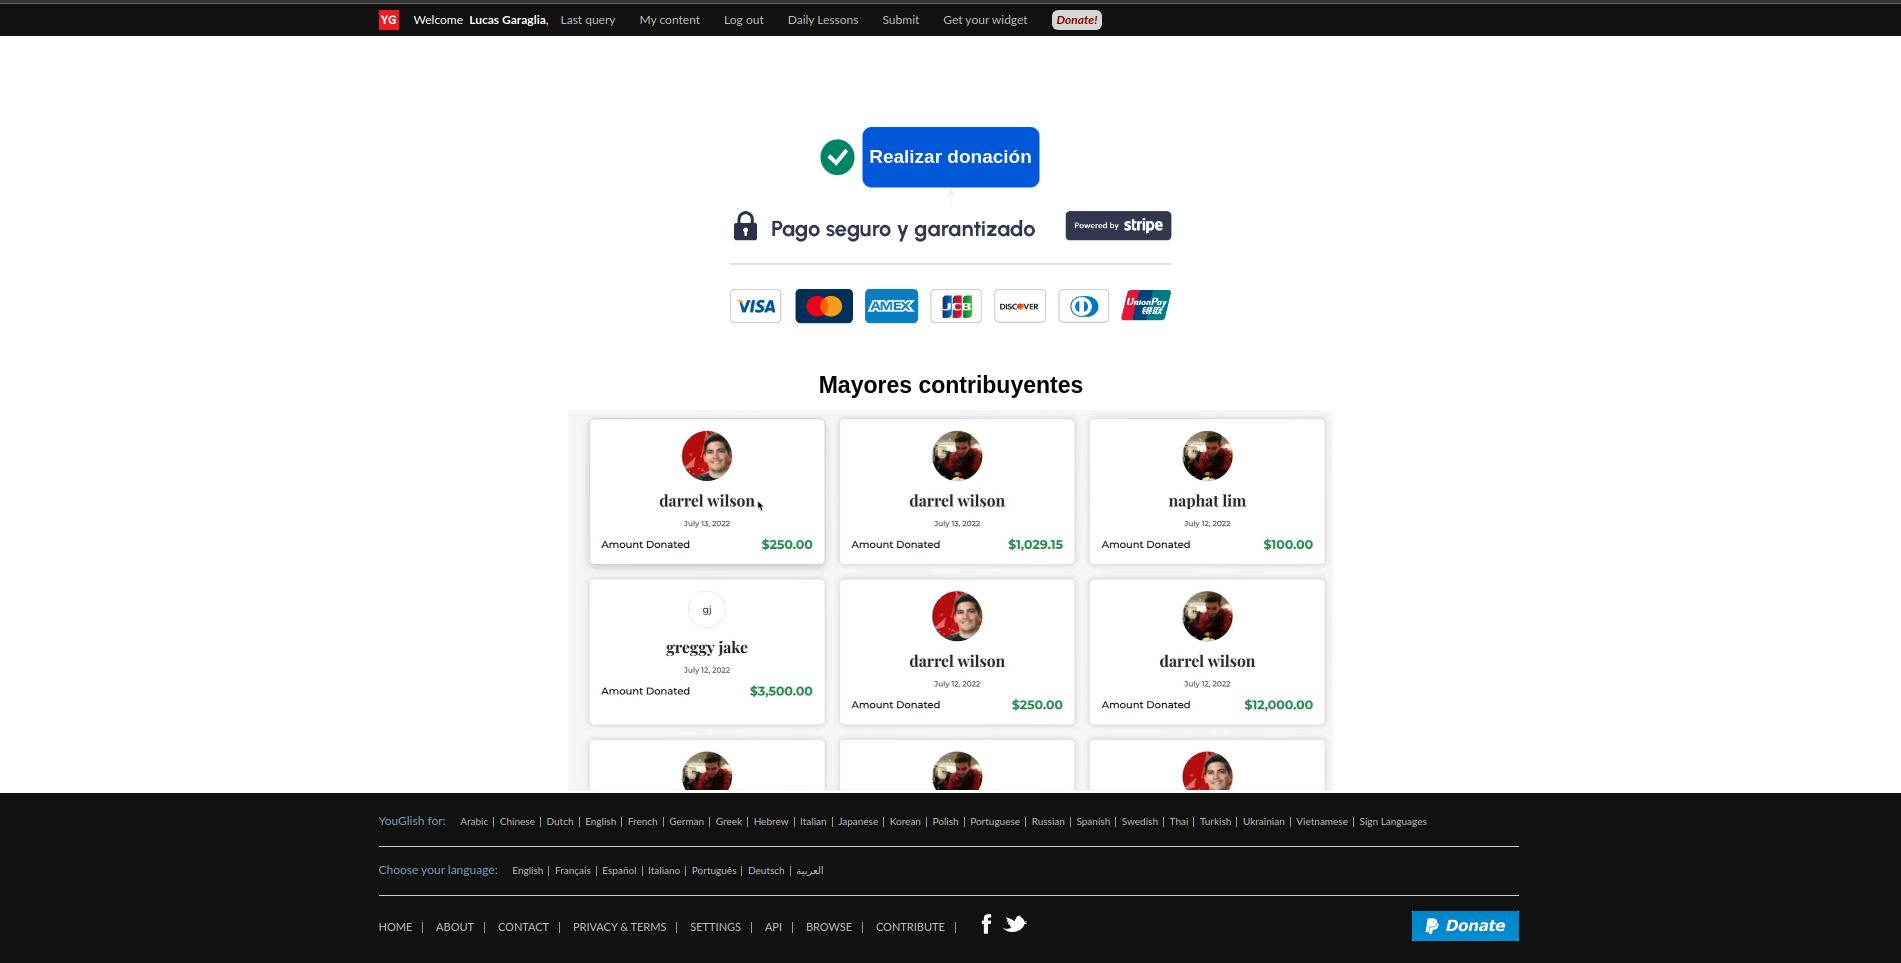 YG Welcome Lucas Garaglia, Last query My content Log out Daily Lessons Submit Get your widget Donate!
Realizar donación
Pago seguro y garantizado Powered by stripe
VISA AMEX JCB DISCOVER UnionPay 银联
Mayores contribuyentes
darrel wilson darrel wilson naphat lim
July 13, 2022 July 13, 2022 July 12, 2022
Amount Donated $250.00 Amount Donated $1,029.15 Amount Donated $100.00
gj
greggy jake darrel wilson darrel wilson
July 12, 2022 July 12, 2022 July 12, 2022
Amount Donated $3,500.00 Amount Donated $250.00 Amount Donated $12,000.00
YouGlish for: Arabic | Chinese | Dutch | English | French | German | Greek | Hebrew | Italian | Japanese | Korean | Polish | Portuguese | Russian | Spanish | Swedish | Thai | Turkish | Ukrainian | Vietnamese | Sign Languages
Choose your language: English | Français | Español | Italiano | Português | Deutsch | العربية
HOME | ABOUT | CONTACT | PRIVACY & TERMS | SETTINGS | API | BROWSE | CONTRIBUTE | Donate